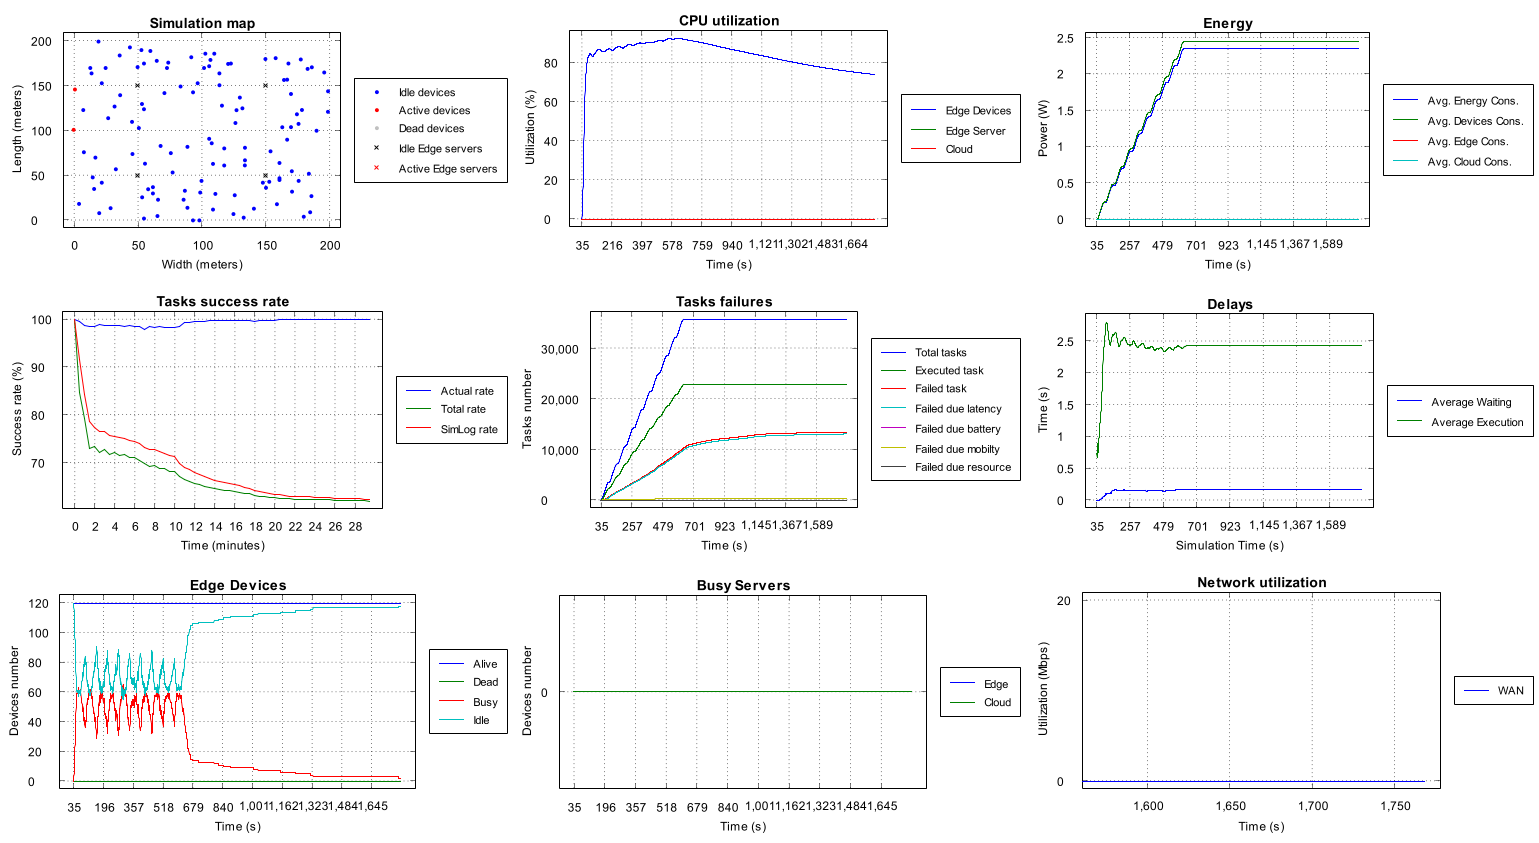 Simulation map
200
150
100
50
0
0 50 100 150 200
Length (meters)
Width (meters)
Idle devices
Active devices
Dead devices
Idle Edge servers
Active Edge servers
CPU utilization
80
60
40
20
0
35 216 397 578 759 940 1,121 1,302 1,483 1,664
Utilization (%)
Time (s)
Edge Devices
Edge Server
Cloud
Energy
2.5
2
1.5
1
0.5
0
35 257 479 701 923 1,145 1,367 1,589
Power (W)
Time (s)
Avg. Energy Cons.
Avg. Devices Cons.
Avg. Edge Cons.
Avg. Cloud Cons.
Tasks success rate
100
90
80
70
0 2 4 6 8 10 12 14 16 18 20 22 24 26 28
Success rate (%)
Time (minutes)
Actual rate
Total rate
SimLog rate
Tasks failures
30,000
20,000
10,000
0
35 257 479 701 923 1,145 1,367 1,589
Tasks number
Time (s)
Total tasks
Executed task
Failed task
Failed due latency
Failed due battery
Failed due mobilty
Failed due resource
Delays
2.5
2
1.5
1
0.5
0
35 257 479 701 923 1,145 1,367 1,589
Time (s)
Simulation Time (s)
Average Waiting
Average Execution
Edge Devices
120
100
80
60
40
20
0
35 196 357 518 679 840 1,001 1,162 1,323 1,484 1,645
Devices number
Time (s)
Alive
Dead
Busy
Idle
Busy Servers
0
35 196 357 518 679 840 1,001 1,162 1,323 1,484 1,645
Devices number
Time (s)
Edge
Cloud
Network utilization
20
0
1,600 1,650 1,700 1,750
Utilization (Mbps)
Time (s)
WAN